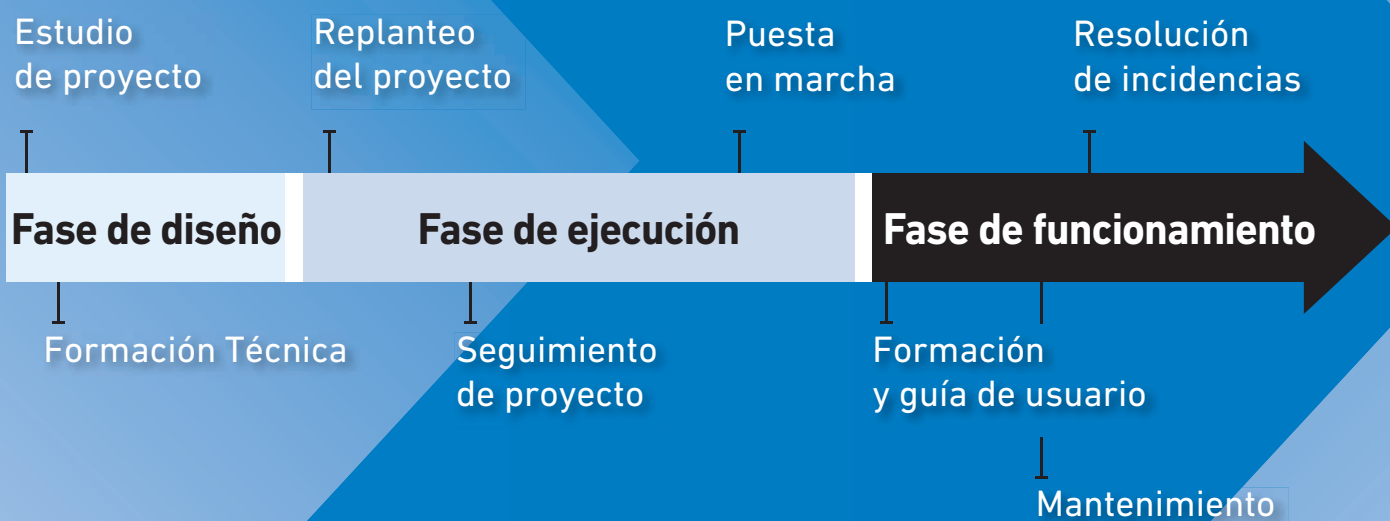 Estudio
de proyecto
Replanteo
del proyecto
Puesta
en marcha
Resolución
de incidencias
Fase de diseño
Fase de ejecución
Fase de funcionamiento
Formación Técnica
Seguimiento
de proyecto
Formación
y guía de usuario
Mantenimiento